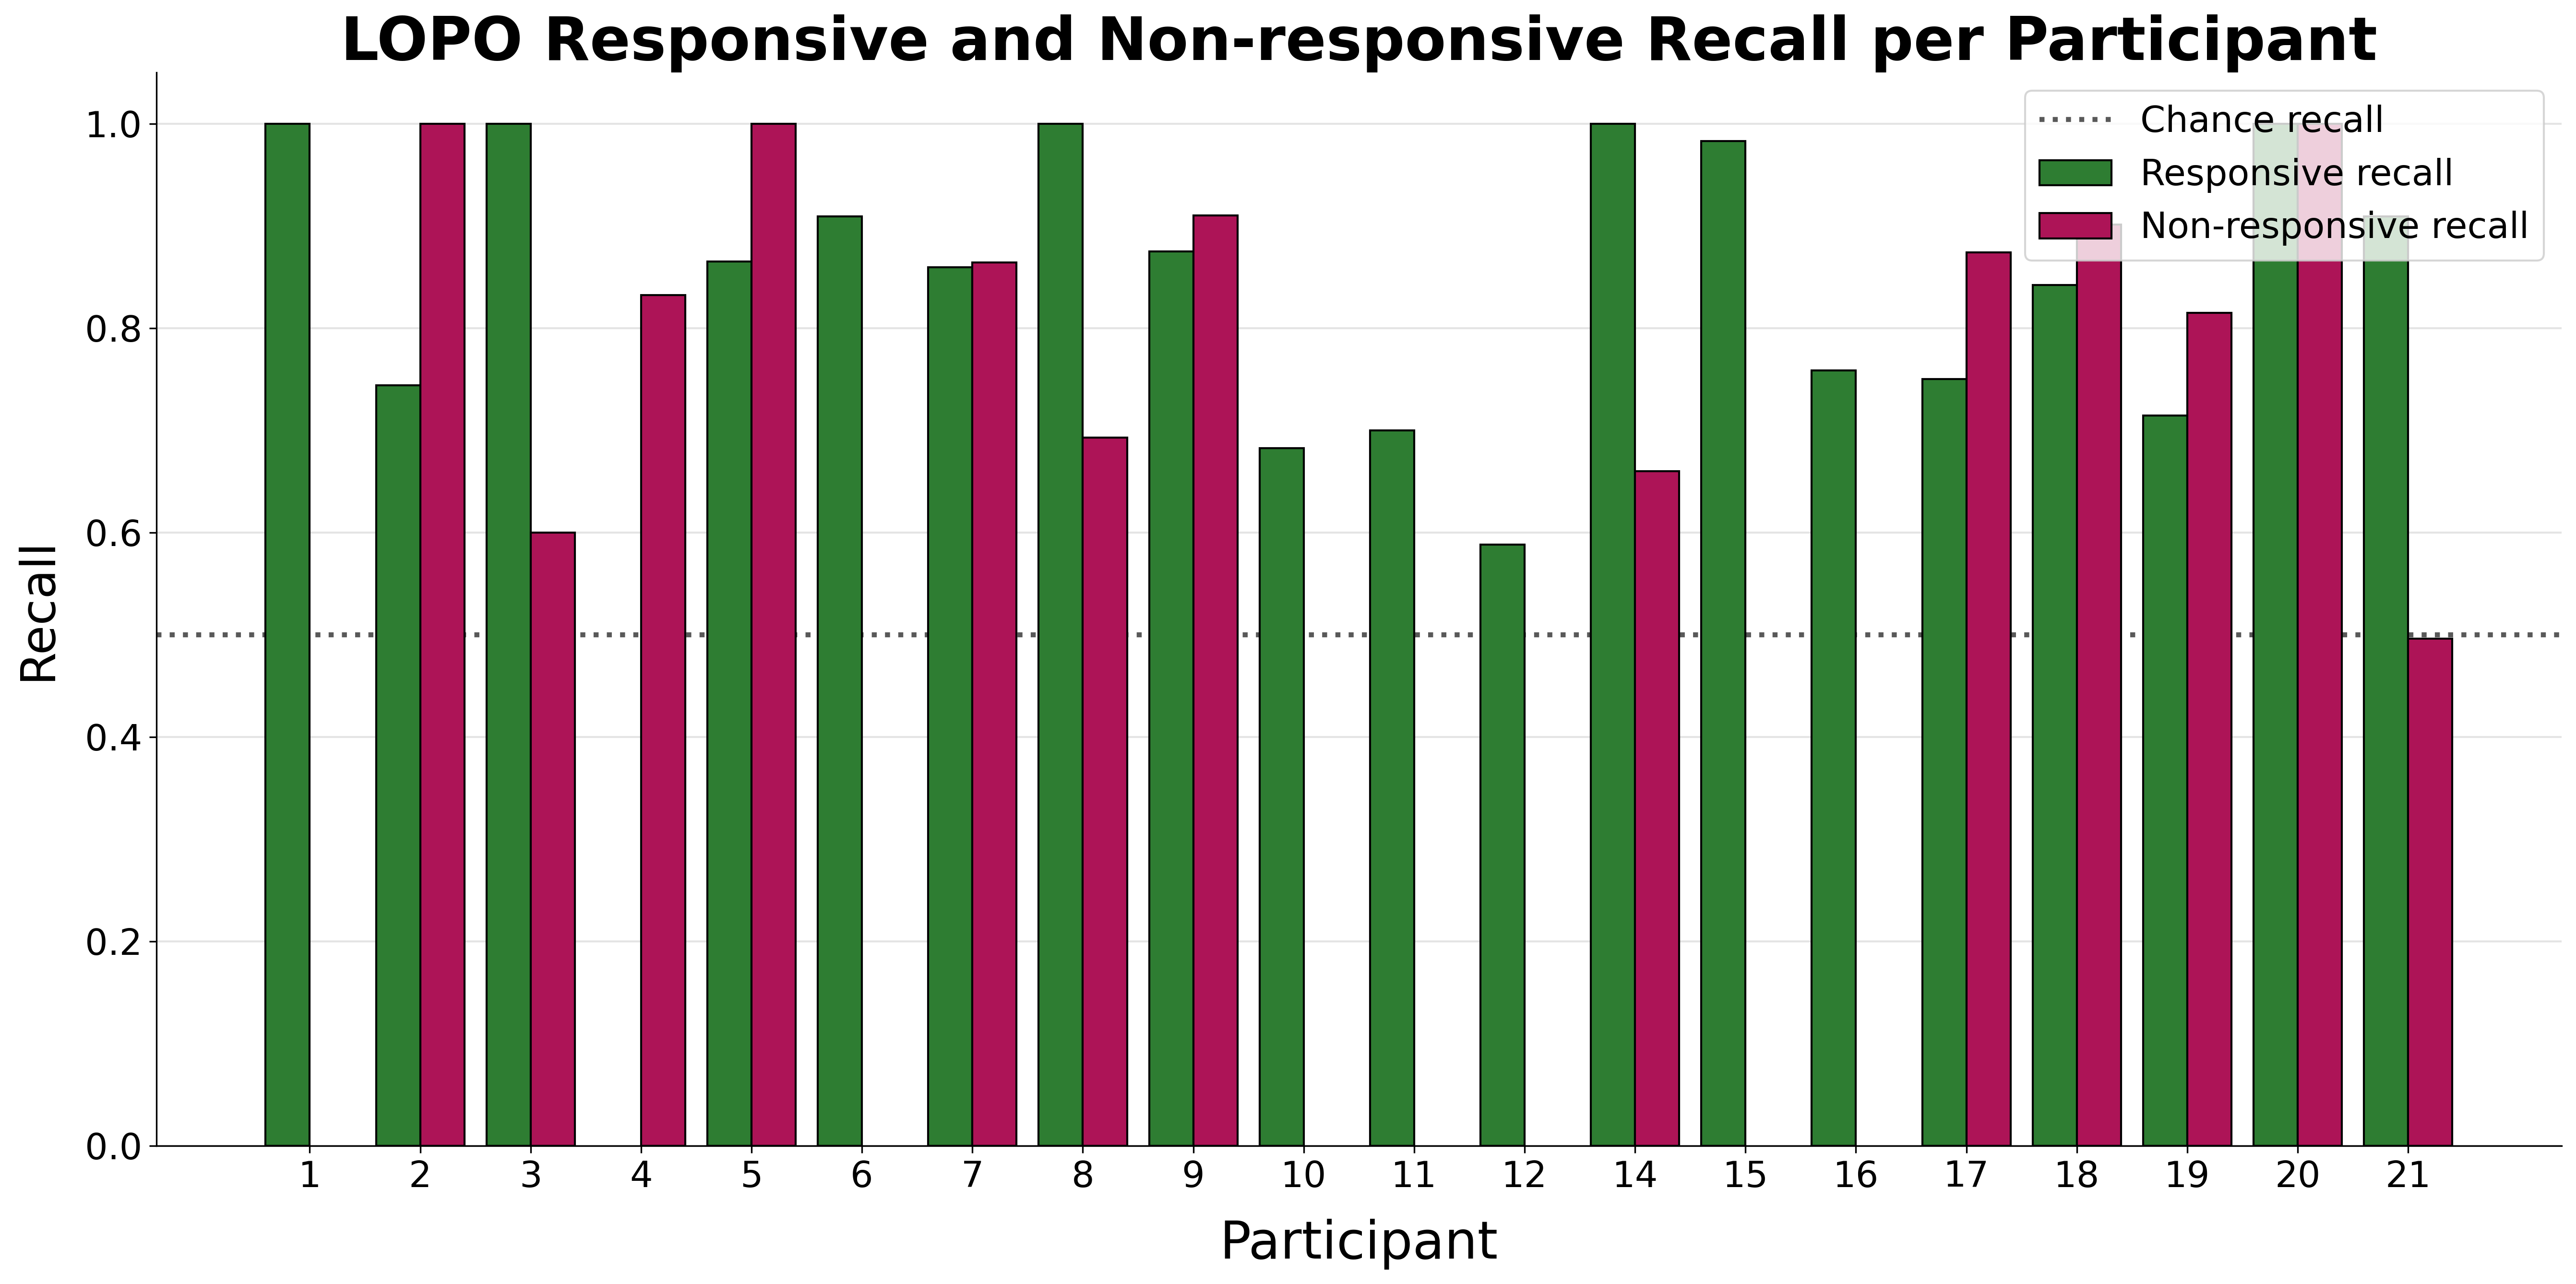 LOPO Responsive and Non-responsive Recall per Participant
Chance recall
Responsive recall
Non-responsive recall
Recall
1.0
0.8
0.6
0.4
0.2
0.0
1 2 3 4 5 6 7 8 9 10 11 12 14 15 16 17 18 19 20 21
Participant